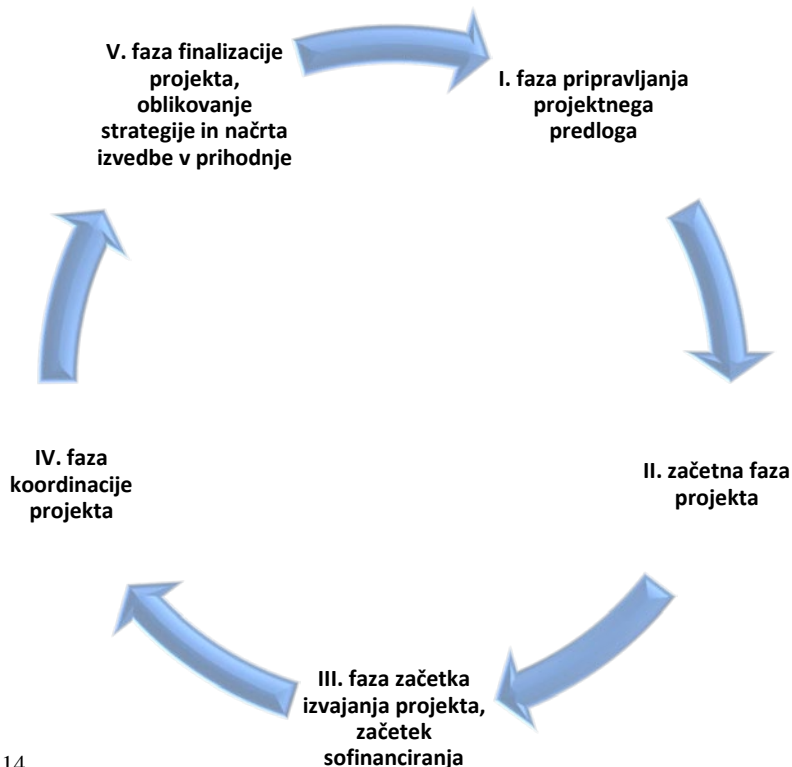 V. faza finalizacije
projekta,
oblikovanje
strategije in načrta
izvedbe v prihodnje
I. faza pripravljanja
projektnega
predloga
II. začetna faza
projekta
III. faza začetka
izvajanja projekta,
začetek
sofinanciranja
IV. faza
koordinacije
projekta
14